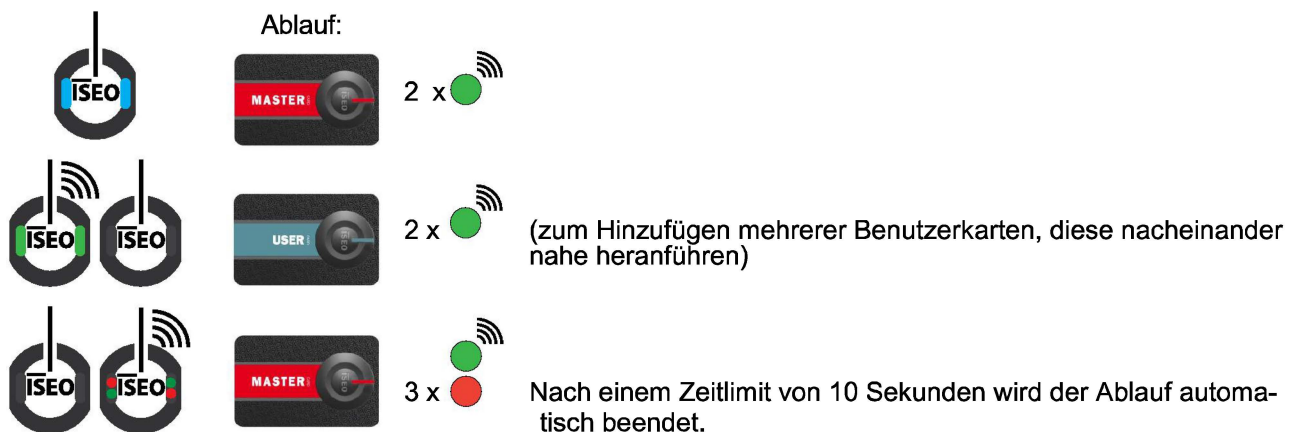 Ablauf:
ISEO
MASTER
ISEO
2 x
ISEO
ISEO
USER
ISEO
2 x
(zum Hinzufügen mehrerer Benutzerkarten, diese nacheinander
nahe heranführen)
ISEO
ISEO
MASTER
ISEO
3 x
Nach einem Zeitlimit von 10 Sekunden wird der Ablauf automa-
tisch beendet.